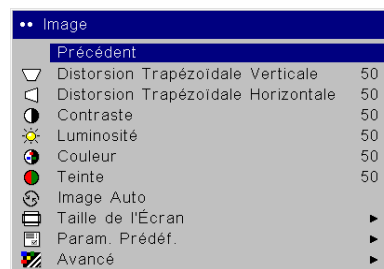 •• Image
Précédent
Distorsion Trapézoïdale Verticale 50
Distorsion Trapézoïdale Horizontale 50
Contraste 50
Luminosité 50
Couleur 50
Teinte 50
Image Auto
Taille de l'Écran
Param. Prédéf.
Avancé